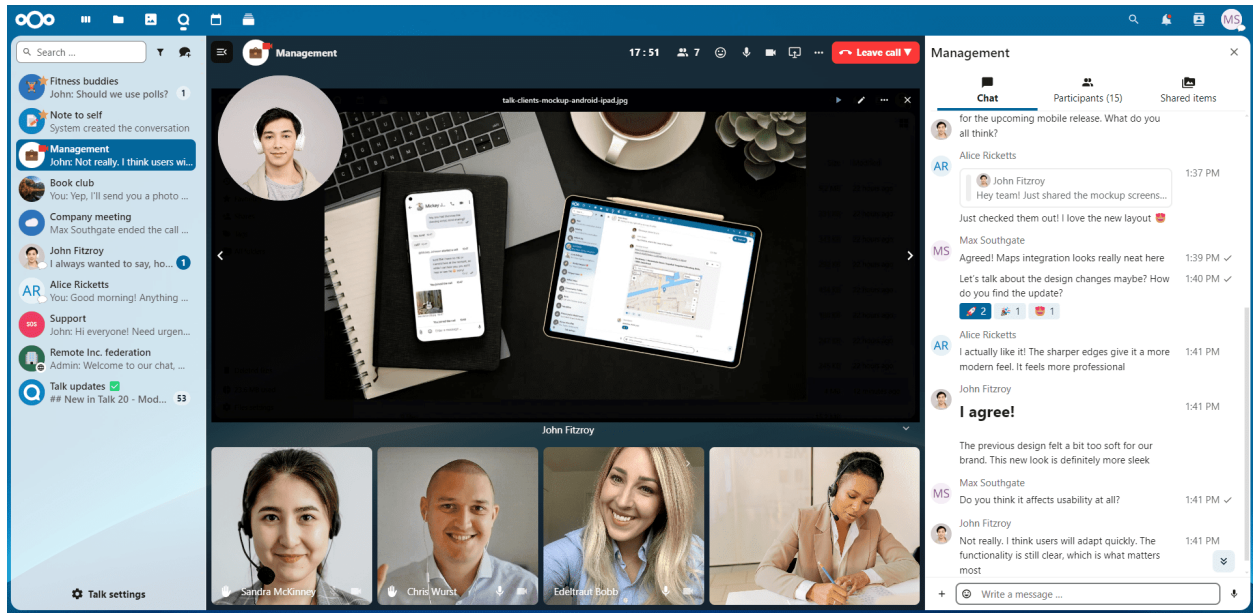 MS
Search ...
Fitness buddies
John: Should we use polls? 1
Note to self
System created the conversation
Management
John: Not really. I think users wi...
Book club
You: Yep, I'll send you a photo ...
Company meeting
Max Southgate ended the call ...
John Fitzroy
I always wanted to say, ho... 1
AR
Alice Ricketts
You: Good morning! Anything ...
SOS
Support
John: Hi everyone! Need urgen...
Remote Inc. federation
Admin: Welcome to our chat, ...
Talk updates ✅
## New in Talk 20 - Mod... 53
Talk settings
Management
17 : 51
7
Leave call
talk-clients-mockup-android-ipad.jpg
John Fitzroy
Sandra McKinney
Chris Wurst
Edeltraut Bobb
Management
Chat
Participants (15)
Shared items
for the upcoming mobile release. What do you
all think?
Alice Ricketts
AR
John Fitzroy
1:37 PM
Hey team! Just shared the mockup screens...
Just checked them out! I love the new layout 😍
Max Southgate
MS
Agreed! Maps integration looks really neat here 1:39 PM
Let's talk about the design changes maybe? How 1:40 PM
do you find the update?
🚀 2 🎉 1 😍 1
Alice Ricketts
AR
I actually like it! The sharper edges give it a more 1:41 PM
modern feel. It feels more professional
John Fitzroy
I agree! 1:41 PM
The previous design felt a bit too soft for our
brand. This new look is definitely more sleek
Max Southgate
MS
Do you think it affects usability at all? 1:41 PM
John Fitzroy
Not really. I think users will adapt quickly. The 1:41 PM
functionality is still clear, which is what matters
most
Write a message ...